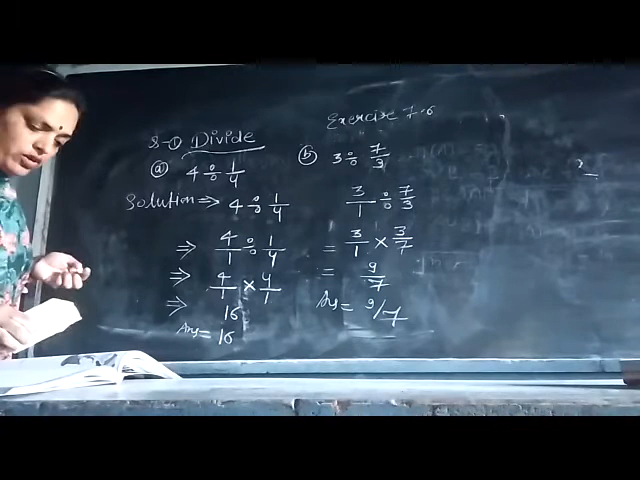 Exercise 7.6
8-① Divide
ⓐ 4 ÷ 1/4
Solution ⇒ 4 ÷ 1/4
⇒ 4/1 ÷ 1/4
⇒ 4/1 × 4/1
⇒ 16
Ans = 16
ⓑ 3 ÷ 7/3
3/1 ÷ 7/3
= 3/1 × 3/7
= 9/7
Ans = 9/7